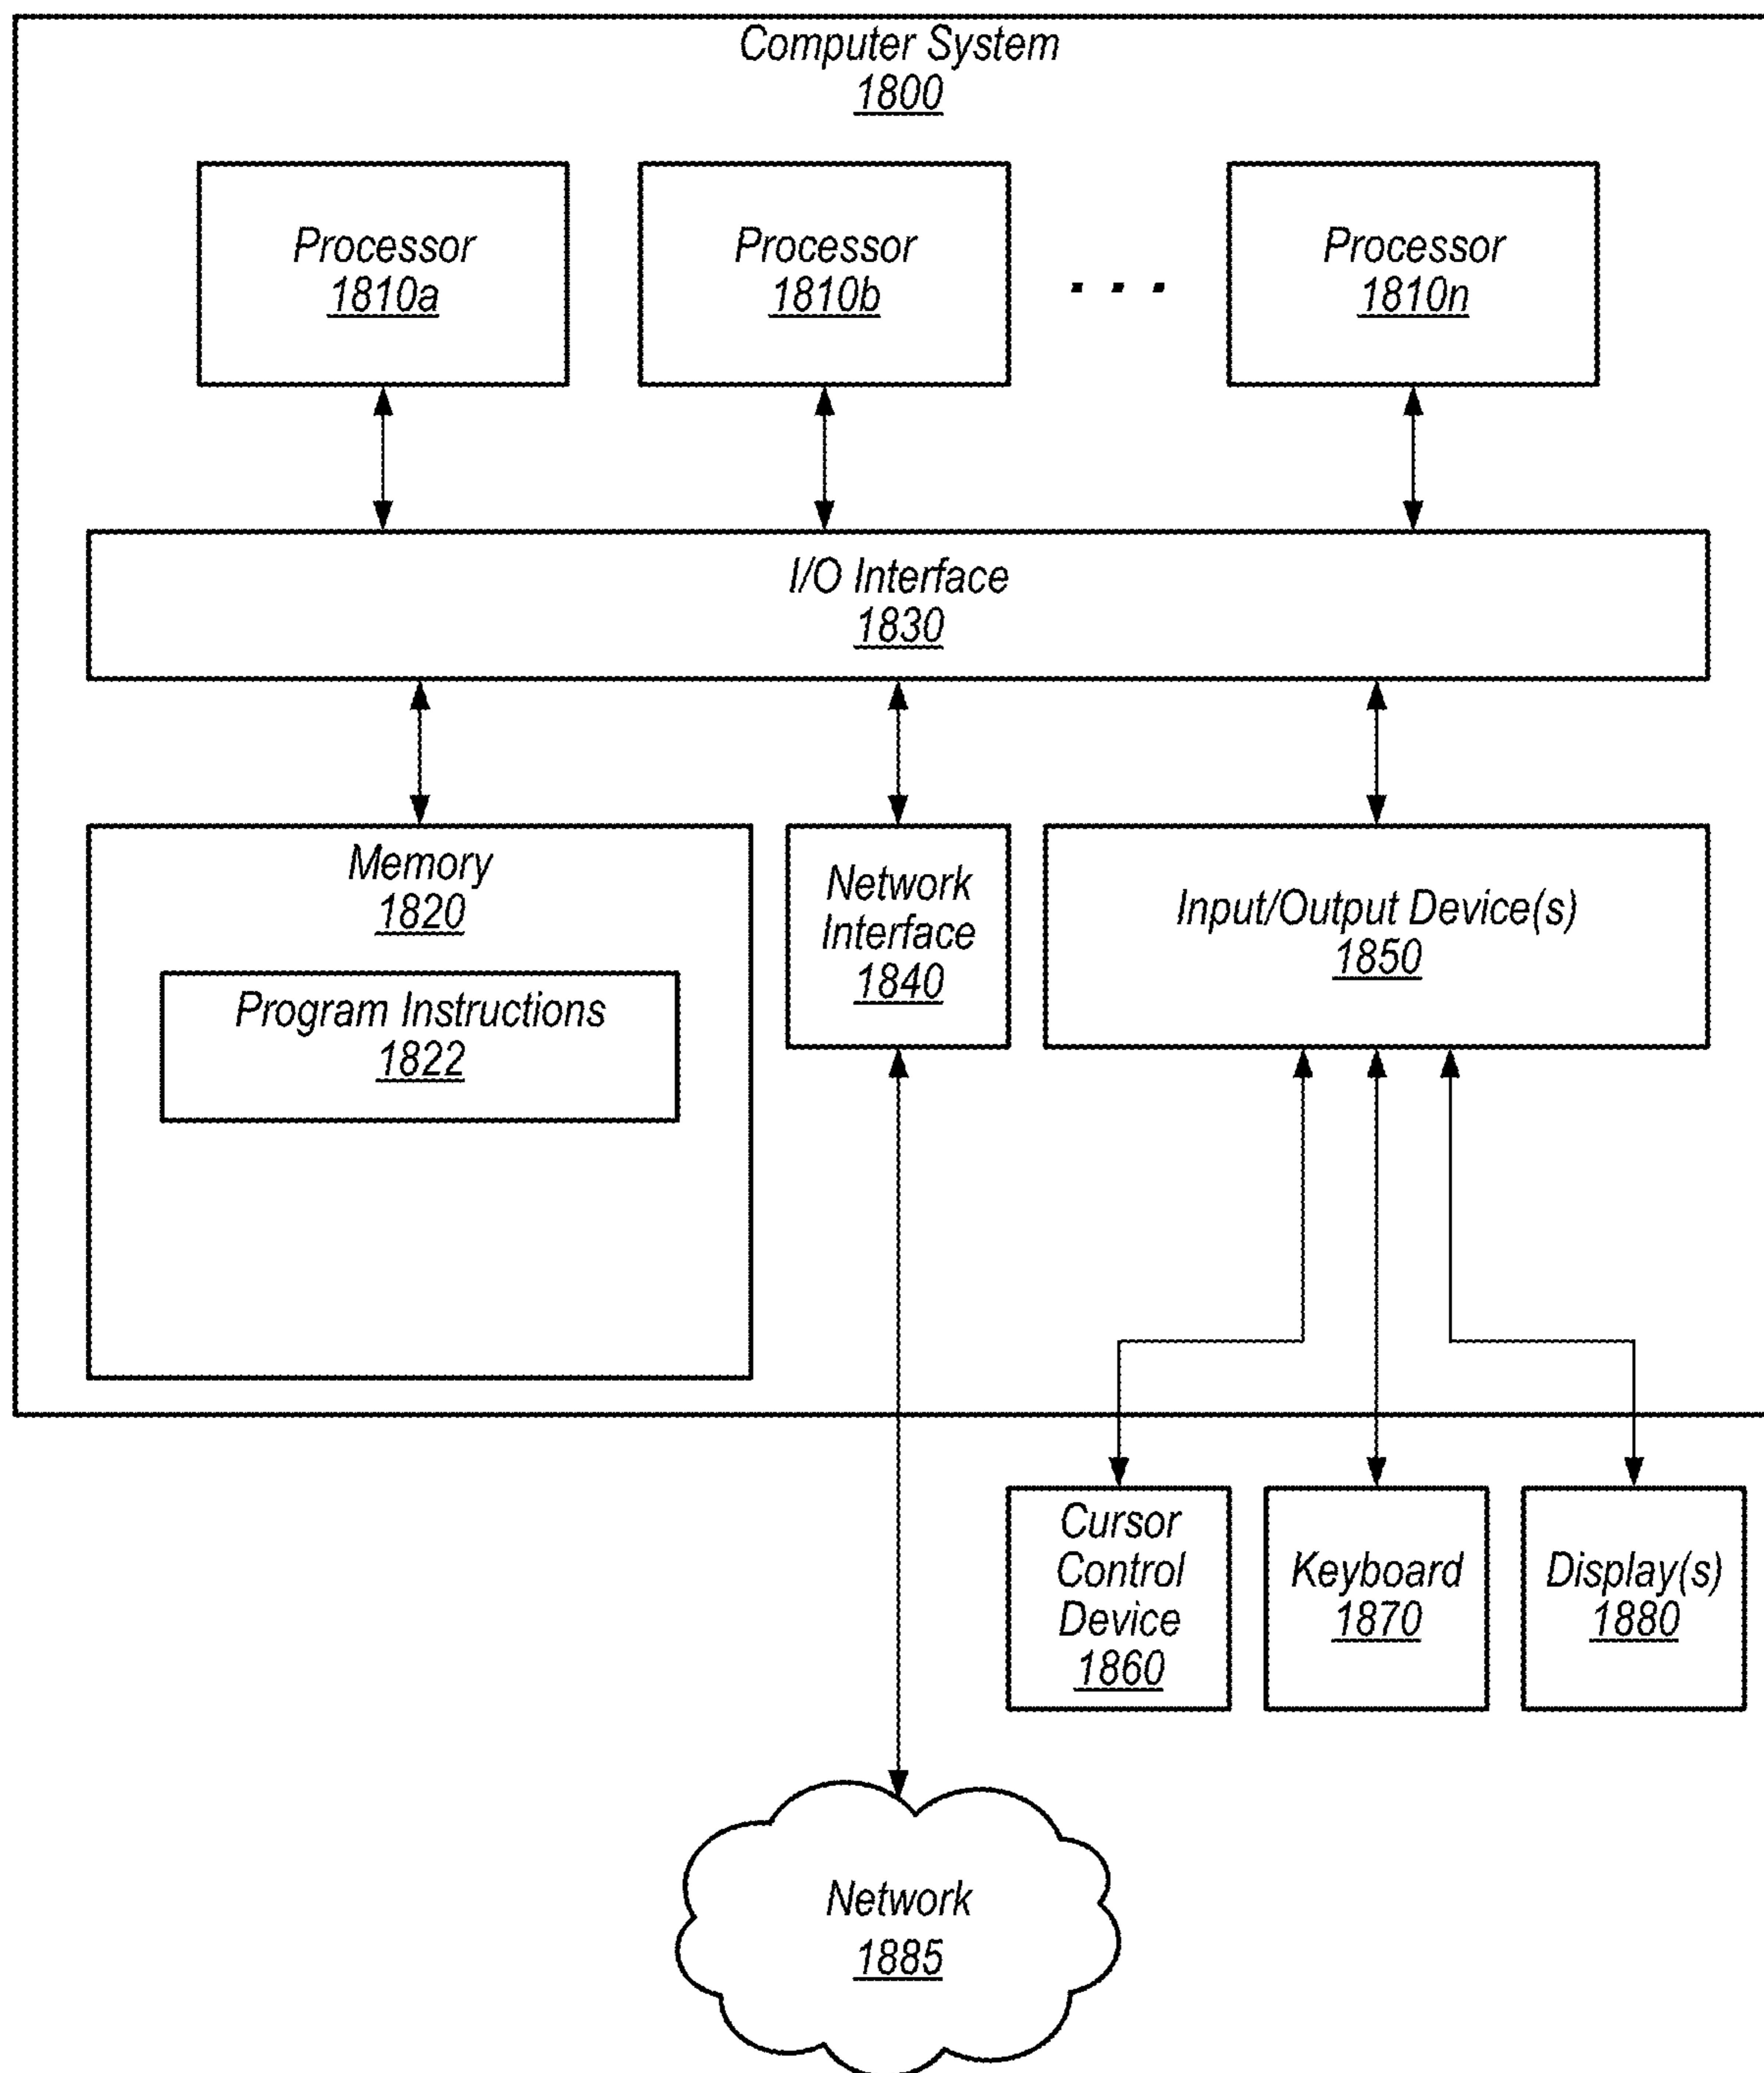 Computer System
1800
Processor
1810a
Processor
1810b
. . .
Processor
1810n
I/O Interface
1830
Memory
1820
Program Instructions
1822
Network
Interface
1840
Input/Output Device(s)
1850
Cursor
Control
Device
1860
Keyboard
1870
Display(s)
1880
Network
1885